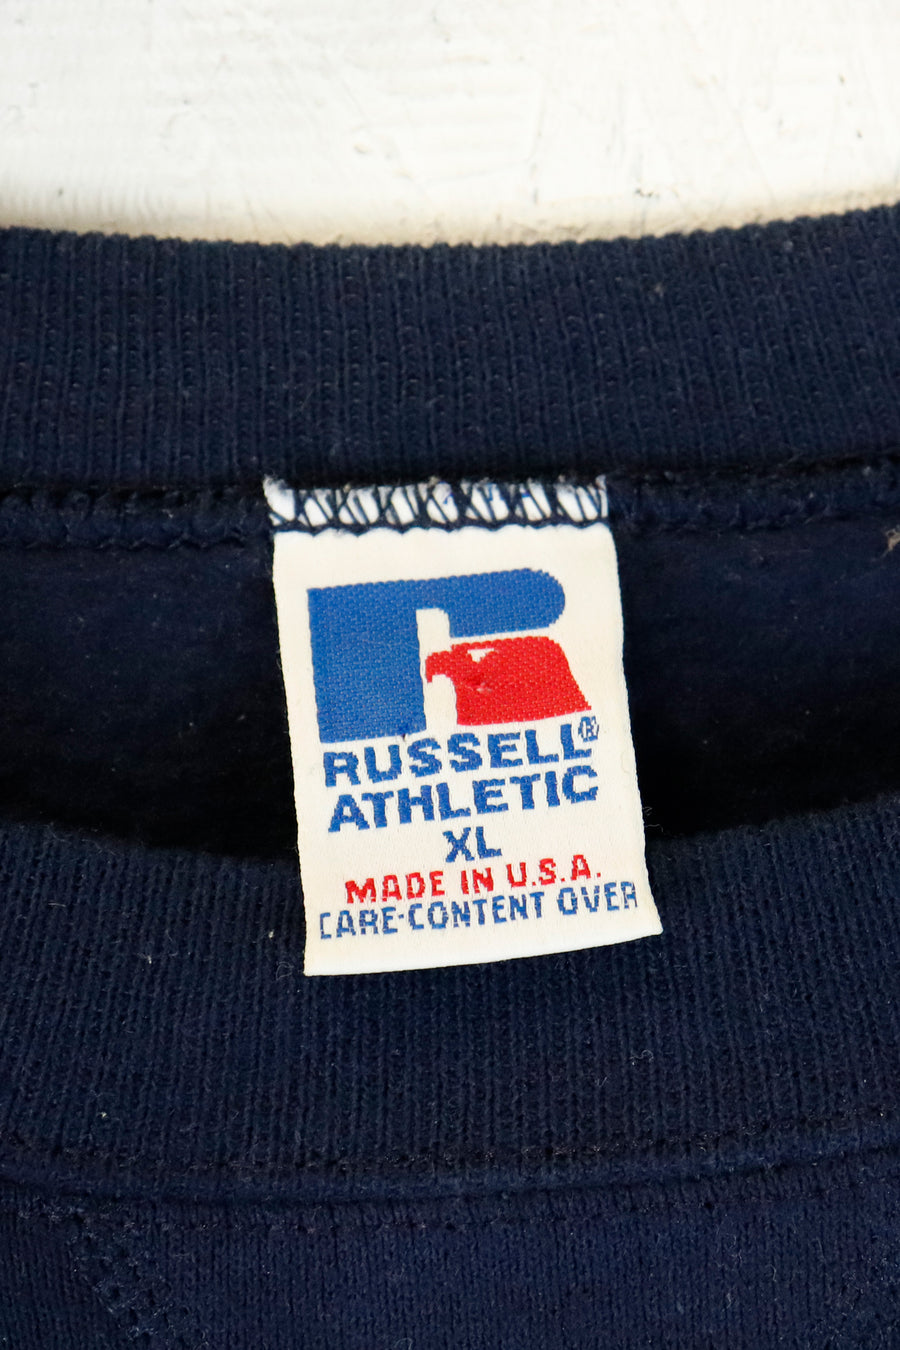 RUSSELL®
ATHLETIC
XL
MADE IN U.S.A.
CARE-CONTENT OVER